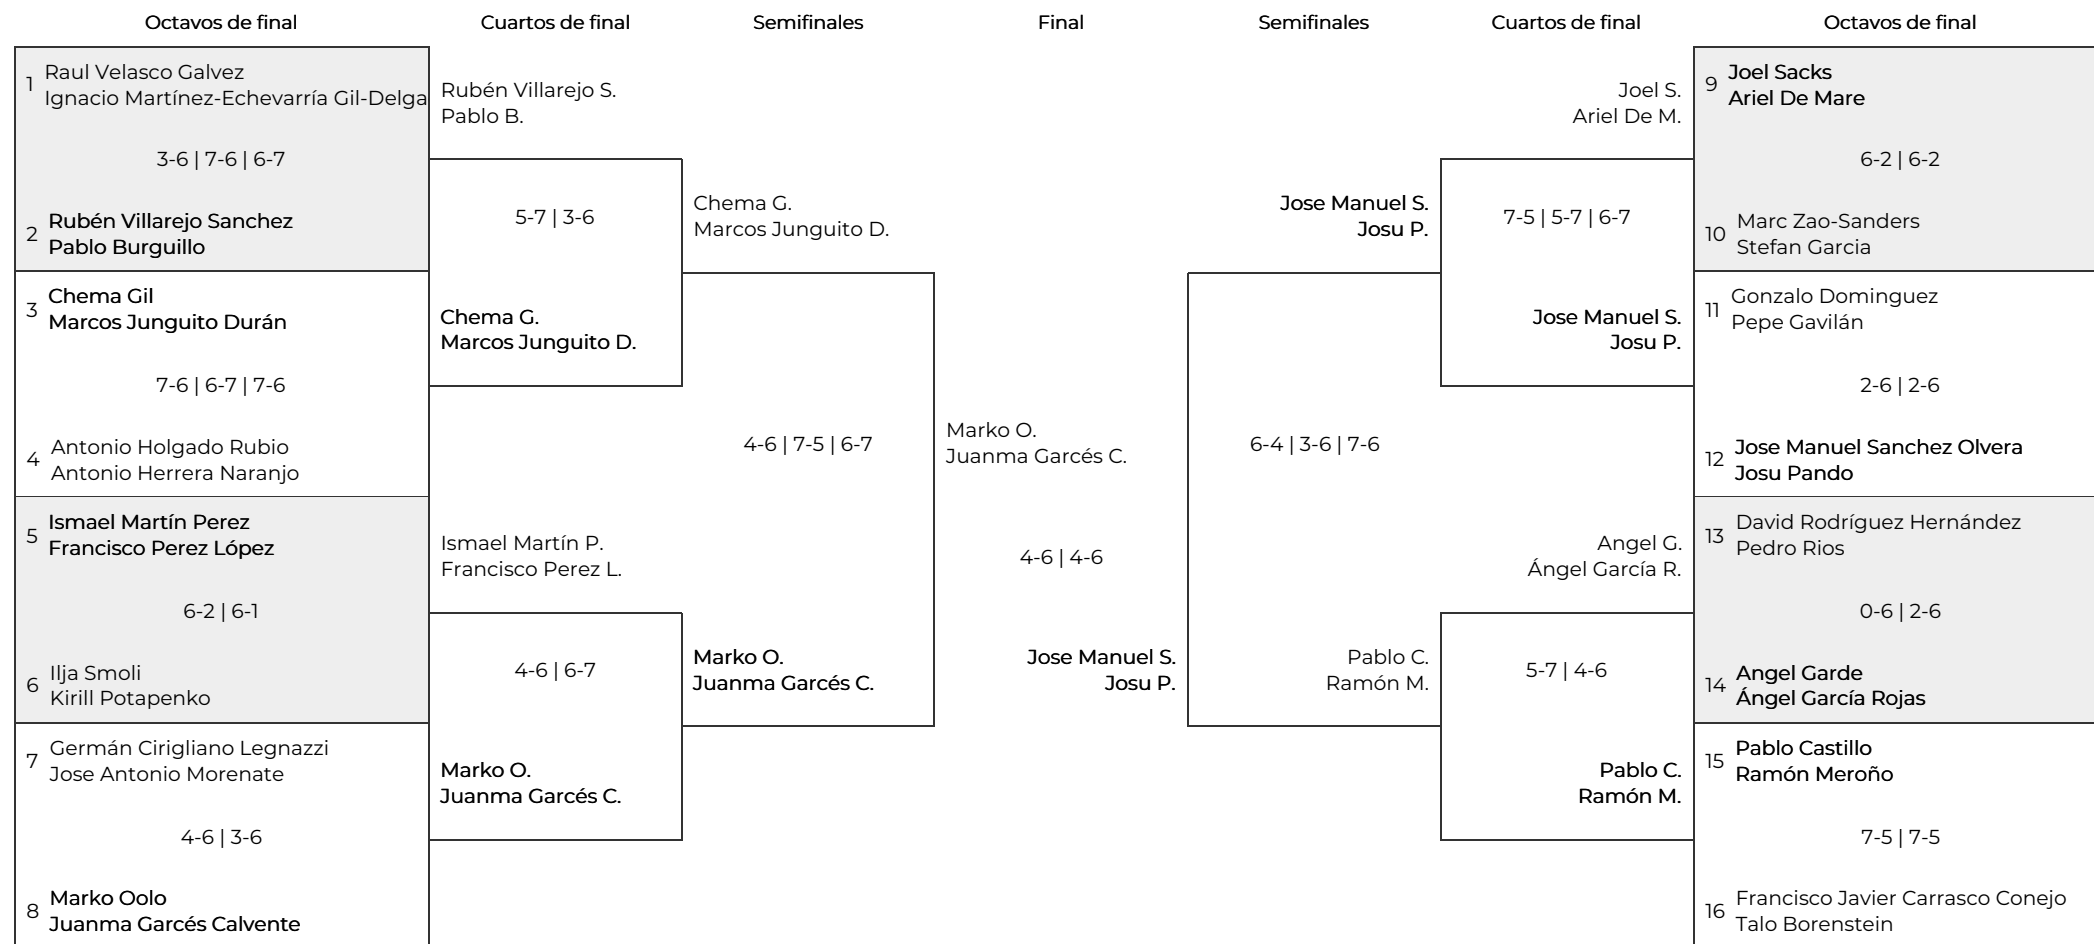 Octavos de final
Cuartos de final
Semifinales
Final
Semifinales
Cuartos de final
Octavos de final
1
Raul Velasco Galvez
Ignacio Martínez-Echevarría Gil-Delga
3-6 | 7-6 | 6-7
2
Rubén Villarejo Sanchez
Pablo Burguillo
3
Chema Gil
Marcos Junguito Durán
7-6 | 6-7 | 7-6
4
Antonio Holgado Rubio
Antonio Herrera Naranjo
5
Ismael Martín Perez
Francisco Perez López
6-2 | 6-1
6
Ilja Smoli
Kirill Potapenko
7
Germán Cirigliano Legnazzi
Jose Antonio Morenate
4-6 | 3-6
8
Marko Oolo
Juanma Garcés Calvente
Rubén Villarejo S.
Pablo B.
5-7 | 3-6
Chema G.
Marcos Junguito D.
Ismael Martín P.
Francisco Perez L.
4-6 | 6-7
Marko O.
Juanma Garcés C.
Chema G.
Marcos Junguito D.
4-6 | 7-5 | 6-7
Marko O.
Juanma Garcés C.
Marko O.
Juanma Garcés C.
4-6 | 4-6
Jose Manuel S.
Josu P.
Jose Manuel S.
Josu P.
6-4 | 3-6 | 7-6
Pablo C.
Ramón M.
Joel S.
Ariel De M.
7-5 | 5-7 | 6-7
Jose Manuel S.
Josu P.
Angel G.
Ángel García R.
5-7 | 4-6
Pablo C.
Ramón M.
9
Joel Sacks
Ariel De Mare
6-2 | 6-2
10
Marc Zao-Sanders
Stefan Garcia
11
Gonzalo Dominguez
Pepe Gavilán
2-6 | 2-6
12
Jose Manuel Sanchez Olvera
Josu Pando
13
David Rodríguez Hernández
Pedro Rios
0-6 | 2-6
14
Angel Garde
Ángel García Rojas
15
Pablo Castillo
Ramón Meroño
7-5 | 7-5
16
Francisco Javier Carrasco Conejo
Talo Borenstein